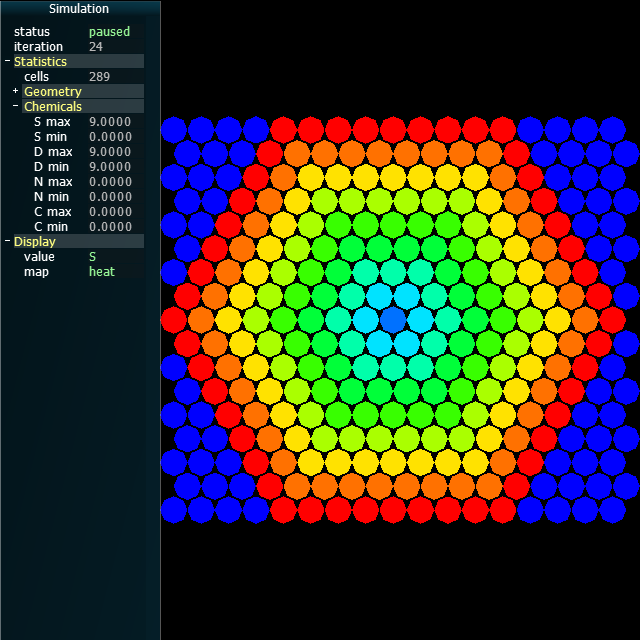 Simulation
status paused
iteration 24
− Statistics
cells 289
+ Geometry
− Chemicals
S max 9.0000
S min 0.0000
D max 9.0000
D min 9.0000
N max 0.0000
N min 0.0000
C max 0.0000
C min 0.0000
− Display
value S
map heat